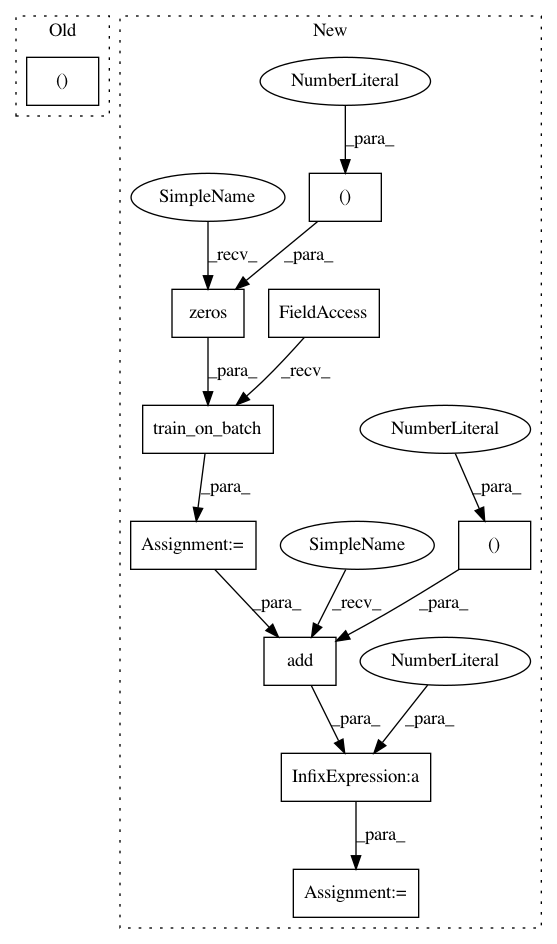 Old
New
()
NumberLiteral
_para_
SimpleName
()
_recv_
_para_
zeros
FieldAccess
_para_
_recv_
train_on_batch
NumberLiteral
_para_
_para_
Assignment:=
SimpleName
()
_para_
_recv_
_para_
add
NumberLiteral
_para_
_para_
InfixExpression:a
_para_
Assignment:=